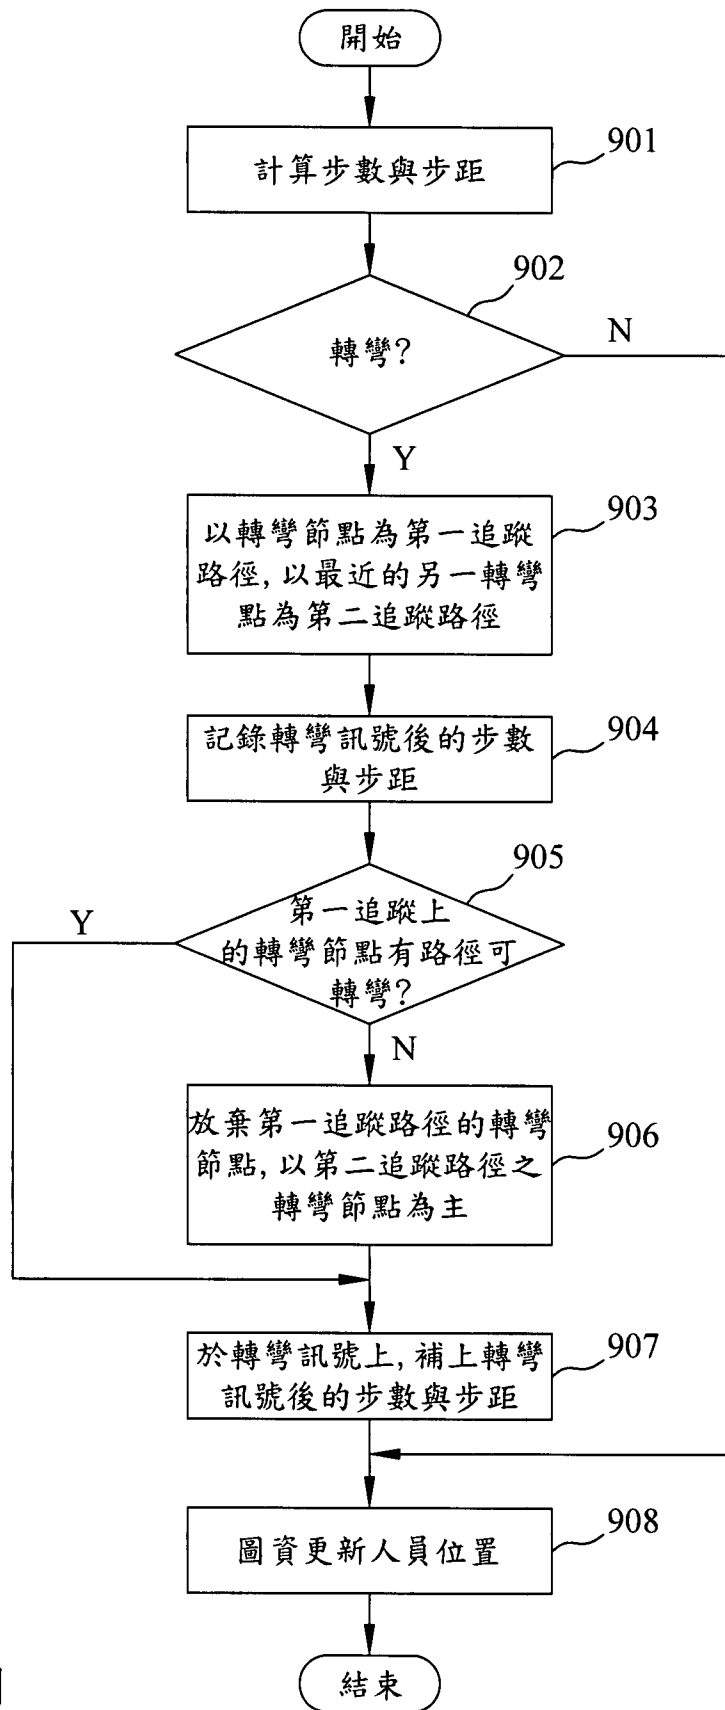 開始
計算步數與步距
901
902
轉彎?
N
Y
以轉彎節點為第一追蹤
路徑,以最近的另一轉彎
點為第二追蹤路徑
903
記錄轉彎訊號後的步數
與步距
904
905
第一追蹤上
的轉彎節點有路徑可
轉彎?
Y
N
放棄第一追蹤路徑的轉彎
節點,以第二追蹤路徑之
轉彎節點為主
906
於轉彎訊號上,補上轉彎
訊號後的步數與步距
907
圖資更新人員位置
908
結束